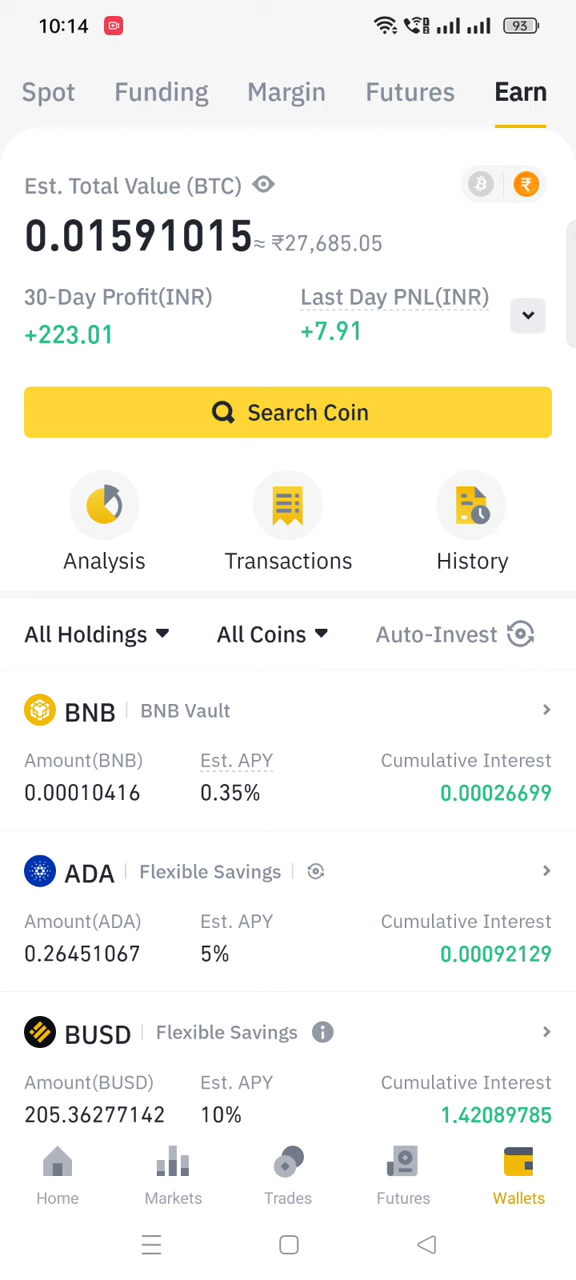 10:14 93
Spot Funding Margin Futures Earn
Est. Total Value (BTC)
0.01591015 ≈ ₹27,685.05
30-Day Profit(INR) Last Day PNL(INR)
+223.01 +7.91
Search Coin
Analysis Transactions History
All Holdings All Coins Auto-Invest
BNB BNB Vault
Amount(BNB) Est. APY Cumulative Interest
0.00010416 0.35% 0.00026699
ADA Flexible Savings
Amount(ADA) Est. APY Cumulative Interest
0.26451067 5% 0.00092129
BUSD Flexible Savings
Amount(BUSD) Est. APY Cumulative Interest
205.36277142 10% 1.42089785
Home Markets Trades Futures Wallets